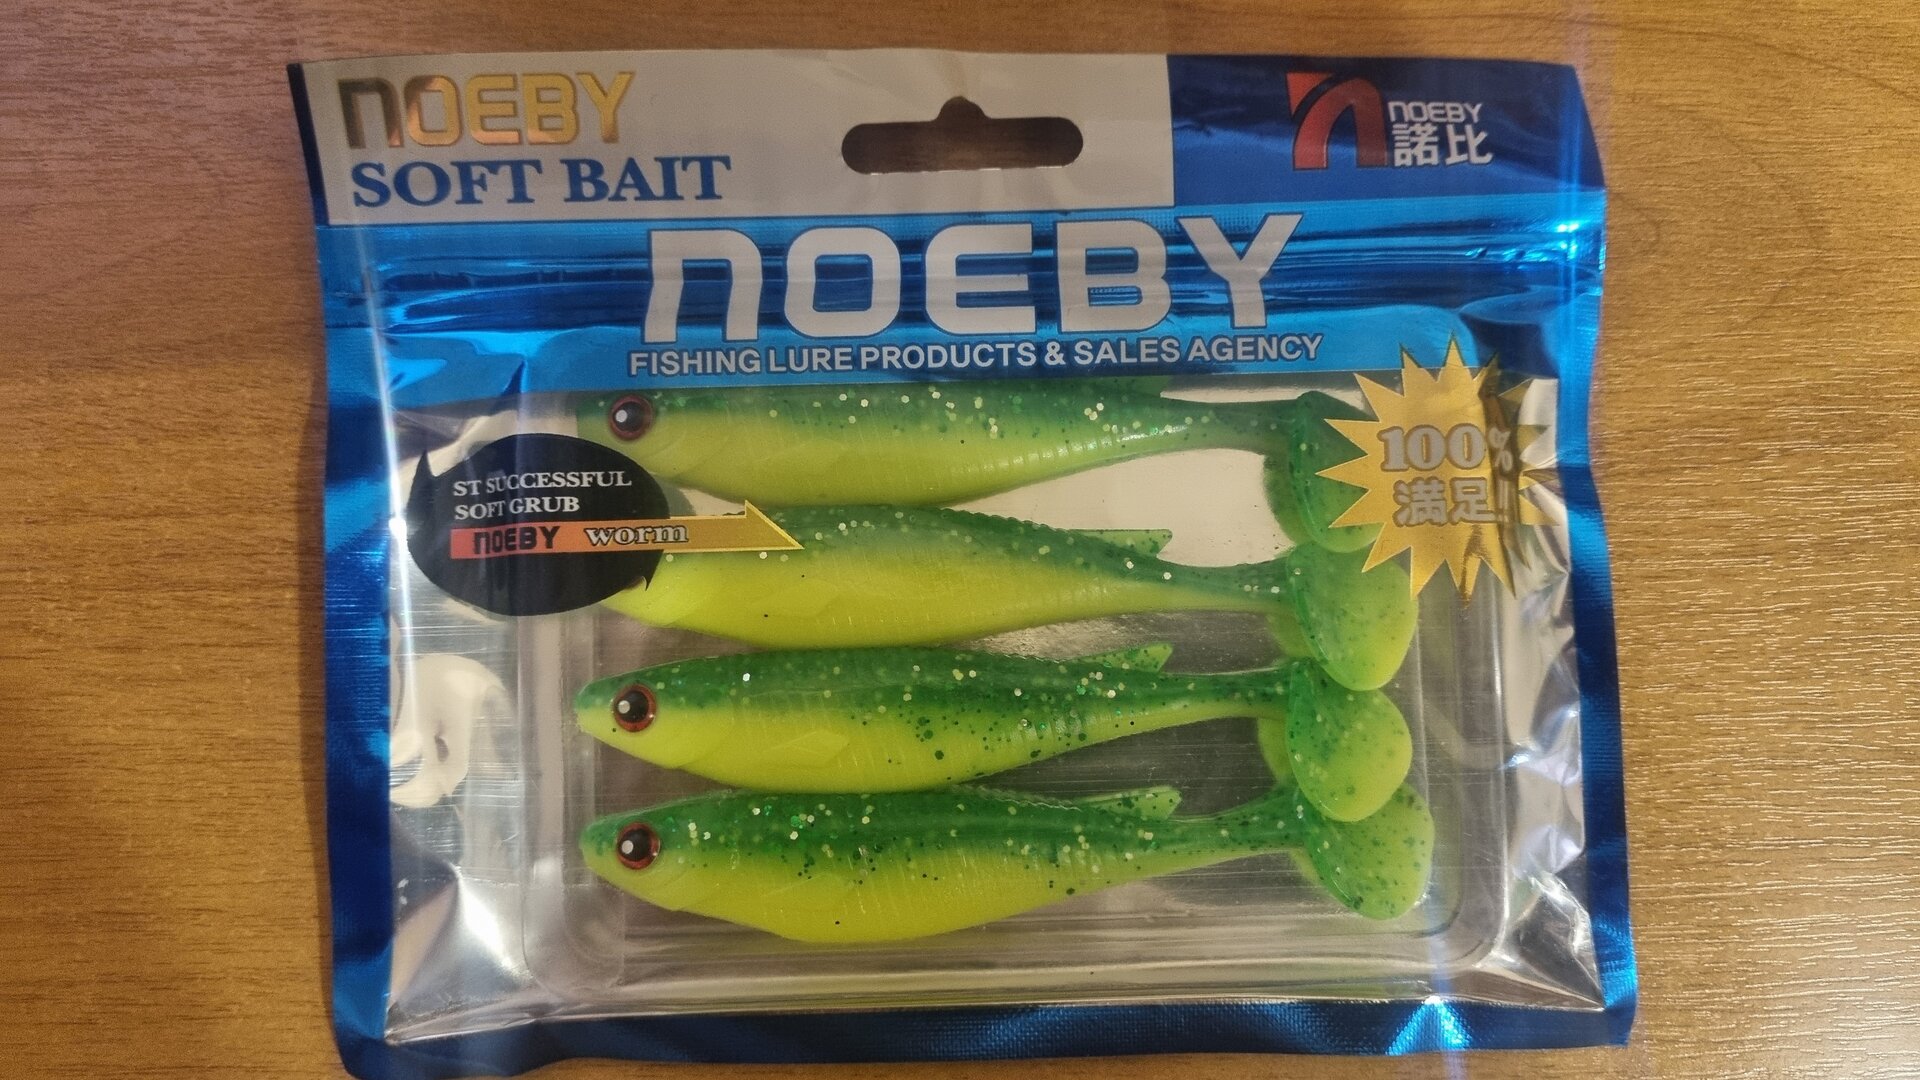 NOEBY
SOFT BAIT
NOEBY
諾比
NOEBY
FISHING LURE PRODUCTS & SALES AGENCY
100%
満足!!
ST SUCCESSFUL
SOFT GRUB
NOEBY worm